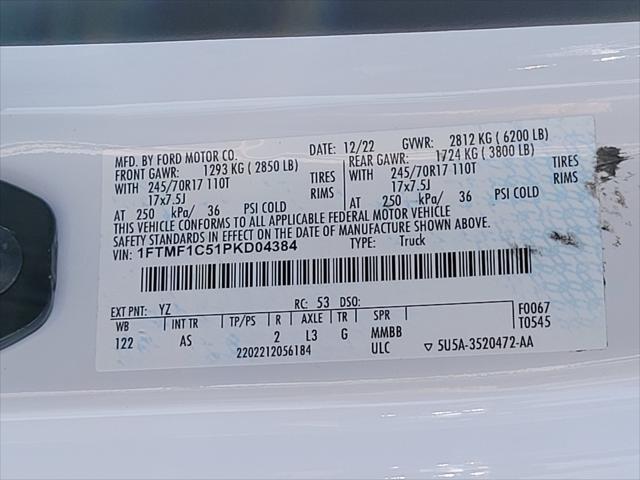 MFD. BY FORD MOTOR CO. DATE: 12/22 GVWR: 2812 KG ( 6200 LB)
FRONT GAWR: 1293 KG ( 2850 LB) REAR GAWR: 1724 KG ( 3800 LB)
WITH 245/70R17 110T TIRES WITH 245/70R17 110T TIRES
17x7.5J RIMS 17x7.5J RIMS
AT 250 kPa/ 36 PSI COLD AT 250 kPa/ 36 PSI COLD
THIS VEHICLE CONFORMS TO ALL APPLICABLE FEDERAL MOTOR VEHICLE
SAFETY STANDARDS IN EFFECT ON THE DATE OF MANUFACTURE SHOWN ABOVE.
VIN: 1FTMF1C51PKD04384 TYPE: Truck
EXT PNT: YZ RC: 53 DSO: F0067
WB INT TR TP/PS R AXLE TR SPR T0545
122 AS 2 L3 G MMBB
2202212056184 ULC ▽ 5U5A-3520472-AA